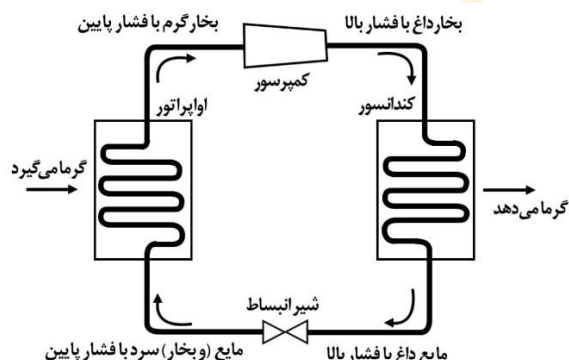 بخار داغ با فشار بالا
بخار گرم با فشار پایین
کمپرسور
کندانسور
اواپراتور
گرما می‌گیرد
گرما می‌دهد
شیر انبساط
مایع داغ با فشار بالا
مایع (و بخار) سرد با فشار پایین